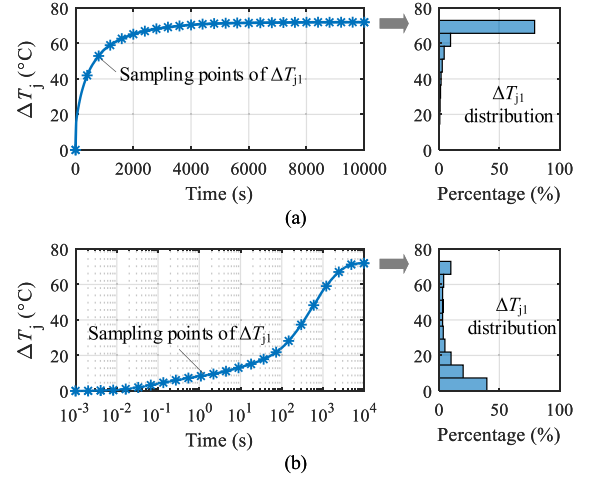 80
60
40
20
0
ΔTj (°C)
Sampling points of ΔTj1
0 2000 4000 6000 8000 10000
Time (s)
80
60
40
20
0
ΔTj1
distribution
0 50 100
Percentage (%)
(a)
80
60
40
20
0
ΔTj (°C)
Sampling points of ΔTj1
10⁻³ 10⁻² 10⁻¹ 10⁰ 10¹ 10² 10³ 10⁴
Time (s)
80
60
40
20
0
ΔTj1
distribution
0 50 100
Percentage (%)
(b)